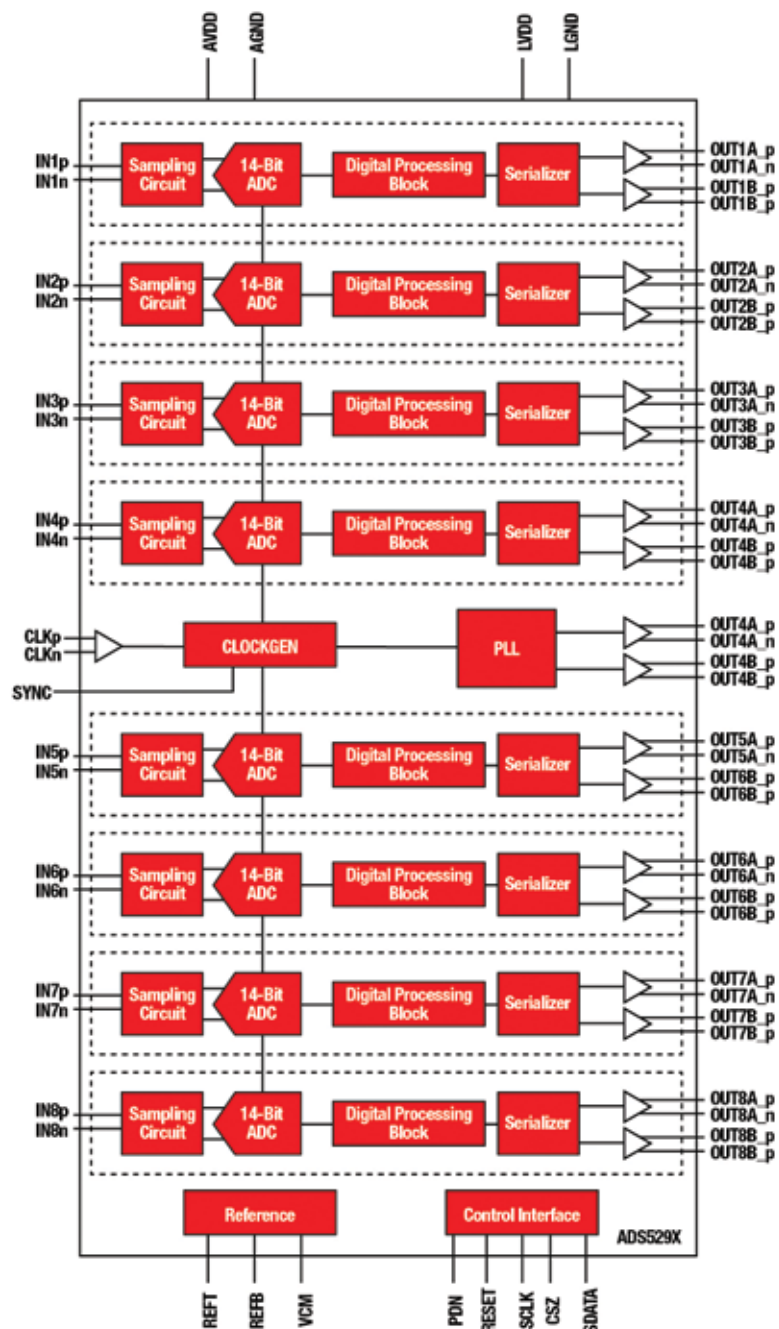 AVDD
AGND
LVDD
LGND
IN1p
IN1n
Sampling
Circuit
14-Bit
ADC
Digital Processing
Block
Serializer
OUT1A_p
OUT1A_n
OUT1B_p
OUT1B_p
IN2p
IN2n
Sampling
Circuit
14-Bit
ADC
Digital Processing
Block
Serializer
OUT2A_p
OUT2A_n
OUT2B_p
OUT2B_p
IN3p
IN3n
Sampling
Circuit
14-Bit
ADC
Digital Processing
Block
Serializer
OUT3A_p
OUT3A_n
OUT3B_p
OUT3B_p
IN4p
IN4n
Sampling
Circuit
14-Bit
ADC
Digital Processing
Block
Serializer
OUT4A_p
OUT4A_n
OUT4B_p
OUT4B_p
CLKp
CLKn
SYNC
CLOCKGEN
PLL
OUT4A_p
OUT4A_n
OUT4B_p
OUT4B_p
IN5p
IN5n
Sampling
Circuit
14-Bit
ADC
Digital Processing
Block
Serializer
OUT5A_p
OUT5A_n
OUT6B_p
OUT6B_p
IN6p
IN6n
Sampling
Circuit
14-Bit
ADC
Digital Processing
Block
Serializer
OUT6A_p
OUT6A_n
OUT6B_p
OUT6B_p
IN7p
IN7n
Sampling
Circuit
14-Bit
ADC
Digital Processing
Block
Serializer
OUT7A_p
OUT7A_n
OUT7B_p
OUT7B_p
IN8p
IN8n
Sampling
Circuit
14-Bit
ADC
Digital Processing
Block
Serializer
OUT8A_p
OUT8A_n
OUT8B_p
OUT8B_p
Reference
Control Interface
ADS529X
REFT
REFB
VCM
PDN
RESET
SCLK
CSZ
SDATA